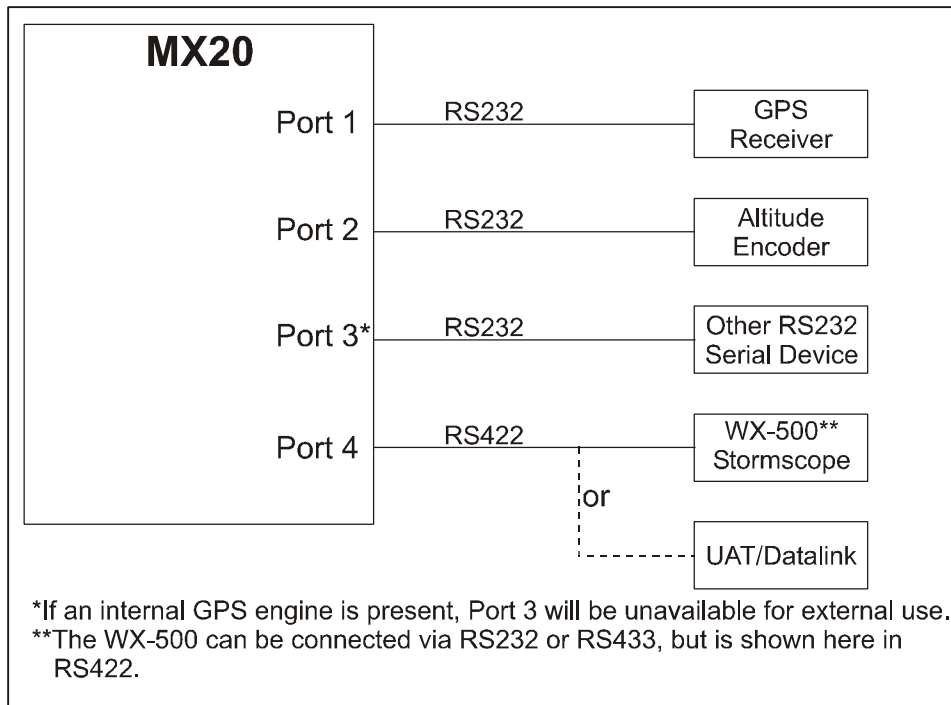 MX20
Port 1
RS232
GPS
Receiver
Port 2
RS232
Altitude
Encoder
Port 3*
RS232
Other RS232
Serial Device
Port 4
RS422
WX-500**
Stormscope
or
UAT/Datalink
*If an internal GPS engine is present, Port 3 will be unavailable for external use.
**The WX-500 can be connected via RS232 or RS433, but is shown here in
RS422.